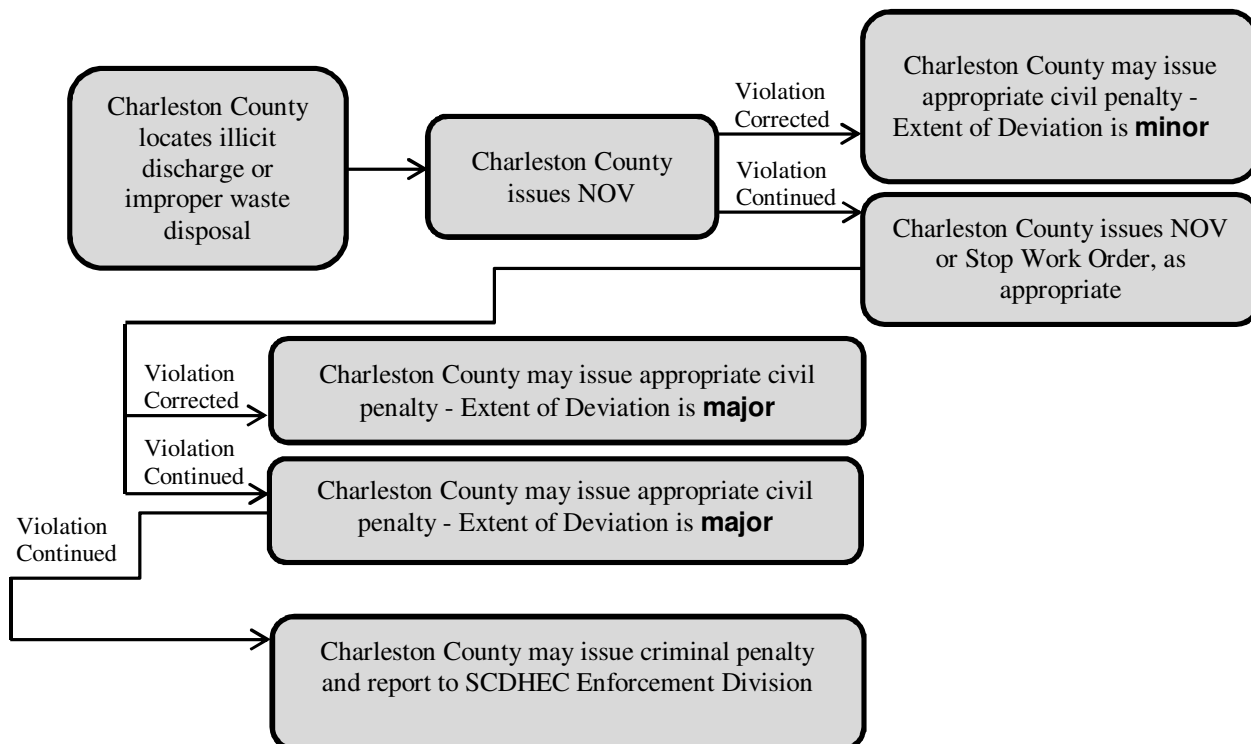 Charleston County
locates illicit
discharge or
improper waste
disposal
Charleston County
issues NOV
Violation
Corrected
Charleston County may issue
appropriate civil penalty -
Extent of Deviation is minor
Violation
Continued
Charleston County issues NOV
or Stop Work Order, as
appropriate
Violation
Corrected
Charleston County may issue appropriate civil
penalty - Extent of Deviation is major
Violation
Continued
Charleston County may issue appropriate civil
penalty - Extent of Deviation is major
Violation
Continued
Charleston County may issue criminal penalty
and report to SCDHEC Enforcement Division